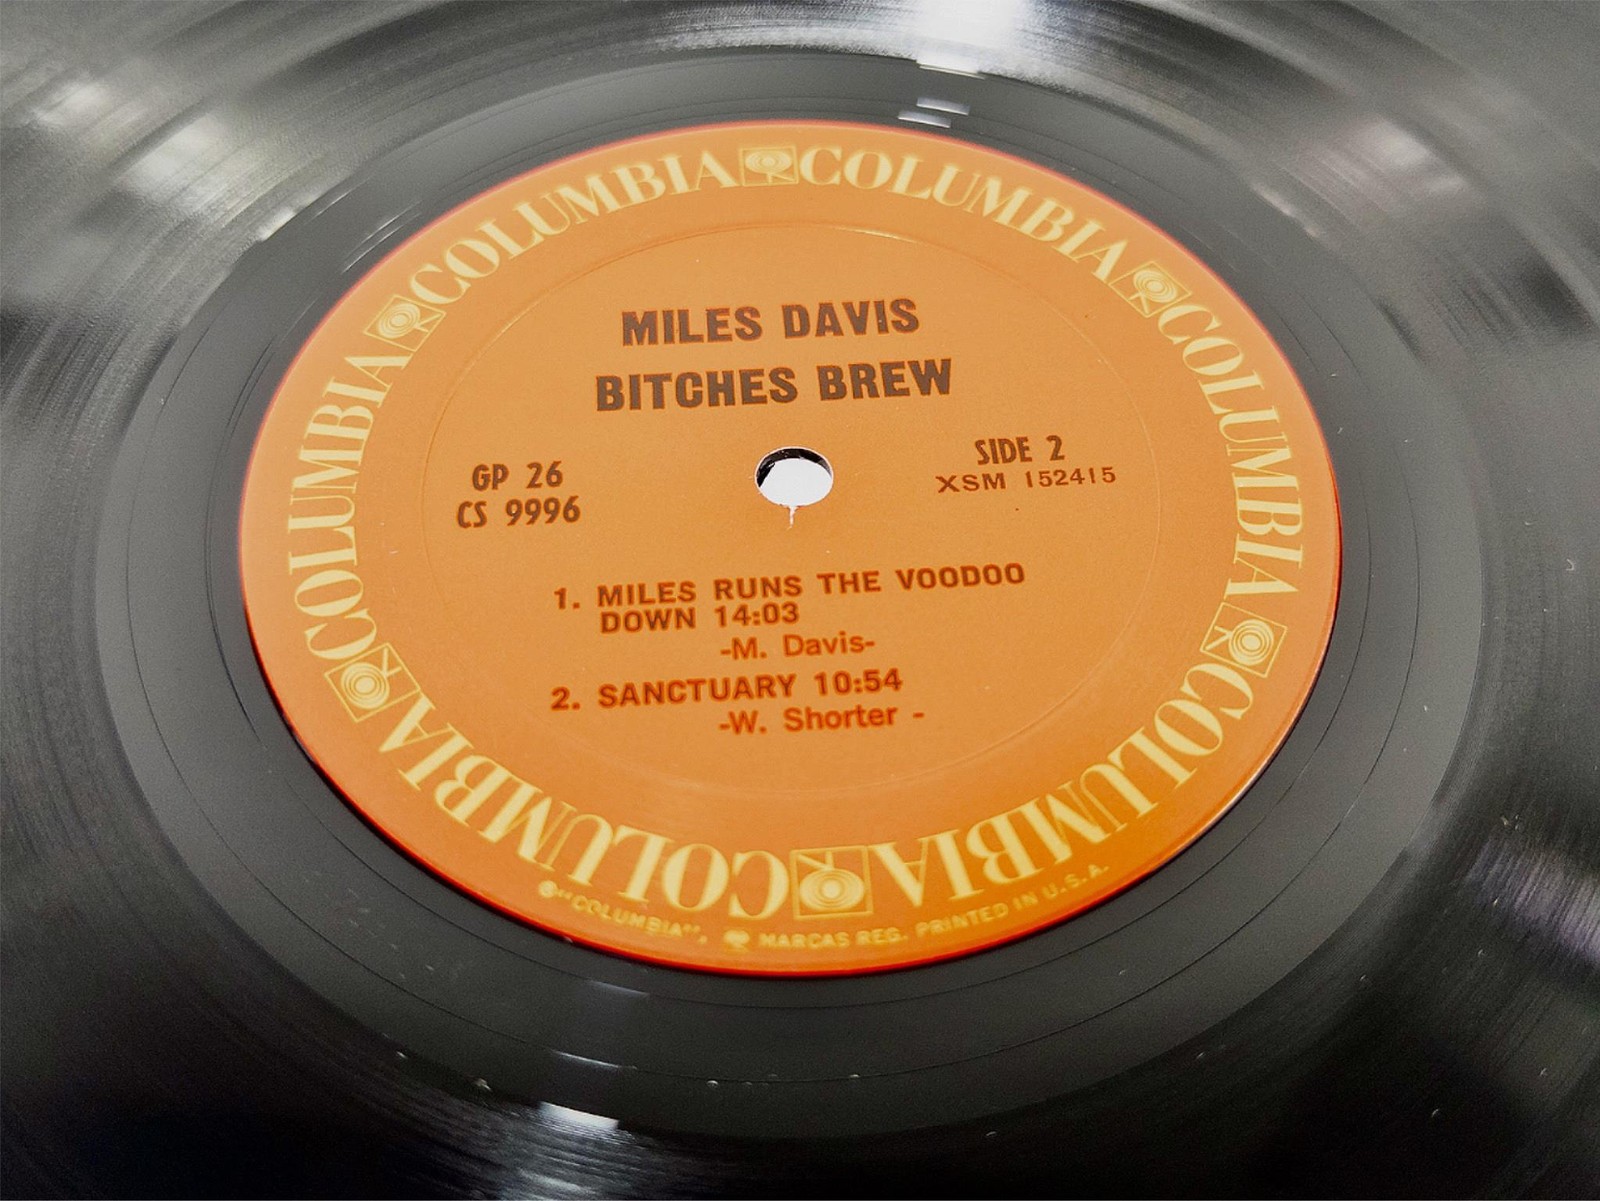 COLUMBIA COLUMBIA COLUMBIA COLUMBIA COLUMBIA COLUMBIA
MILES DAVIS
BITCHES BREW
GP 26
CS 9996
SIDE 2
XSM 152415
1. MILES RUNS THE VOODOO
DOWN 14:03
-M. Davis-
2. SANCTUARY 10:54
-W. Shorter -
®"COLUMBIA", MARCAS REG. PRINTED IN U.S.A.